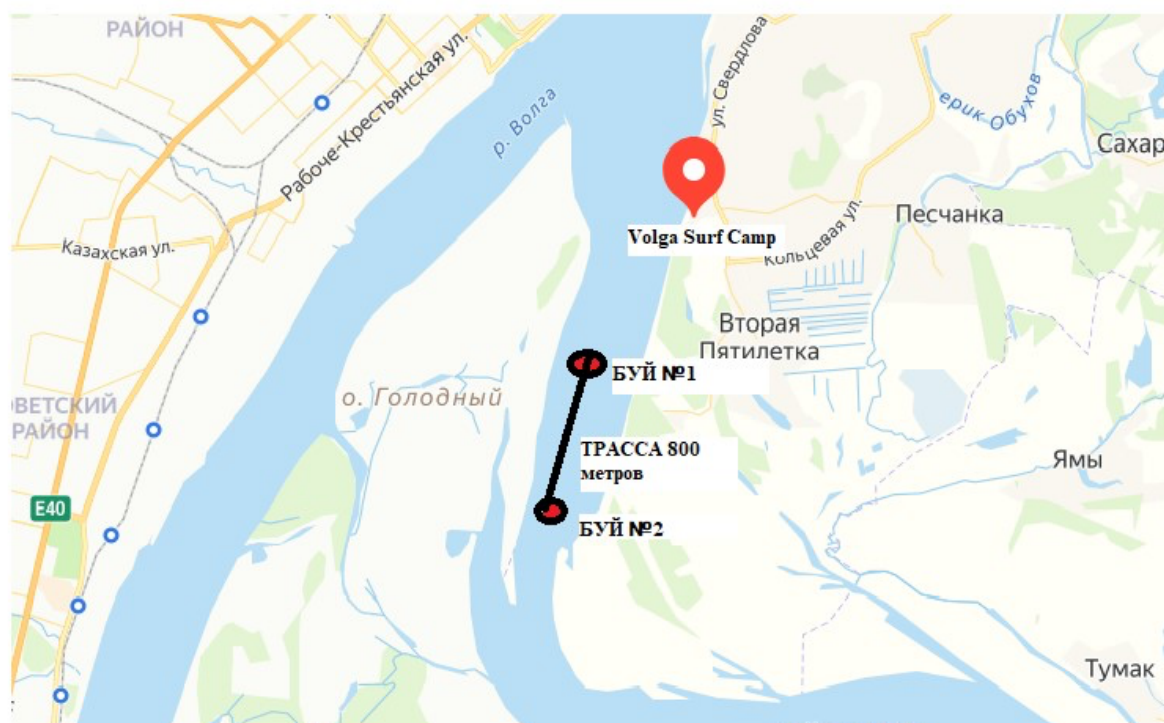 РАЙОН
Рабоче-Крестьянская ул.
р. Волга
ул. Свердлова
ерик Обухов
Сахар
Volga Surf Camp
Песчанка
Казахская ул.
Кольцевая ул.
Вторая
Пятилетка
БУЙ №1
о. Голодный
ОВЕТСКИЙ
РАЙОН
ТРАССА 800
метров
Ямы
E40
БУЙ №2
Тумак